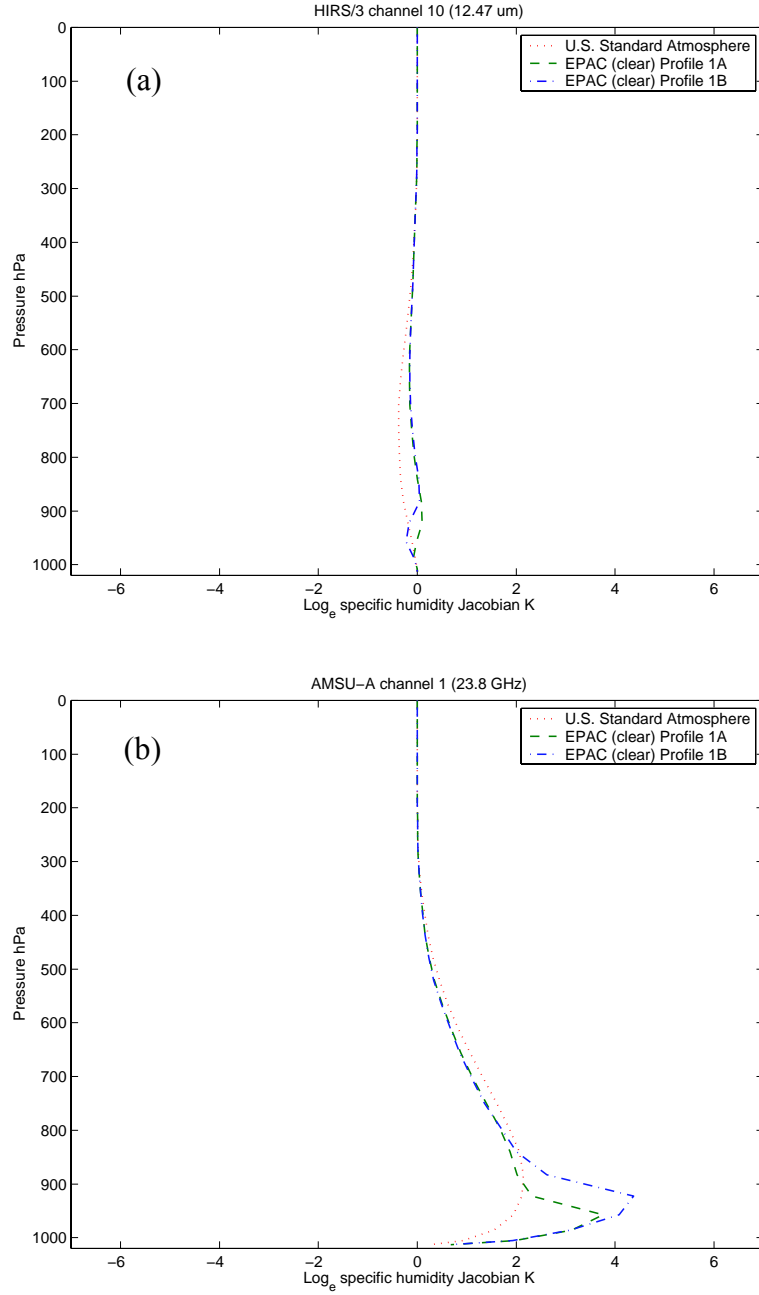 HIRS/3 channel 10 (12.47 um)
(a)
U.S. Standard Atmosphere
EPAC (clear) Profile 1A
EPAC (clear) Profile 1B
0
100
200
300
400
500
600
700
800
900
1000
Pressure hPa
−6
−4
−2
0
2
4
6
Log_e specific humidity Jacobian K
AMSU−A channel 1 (23.8 GHz)
(b)
U.S. Standard Atmosphere
EPAC (clear) Profile 1A
EPAC (clear) Profile 1B
0
100
200
300
400
500
600
700
800
900
1000
Pressure hPa
−6
−4
−2
0
2
4
6
Log_e specific humidity Jacobian K